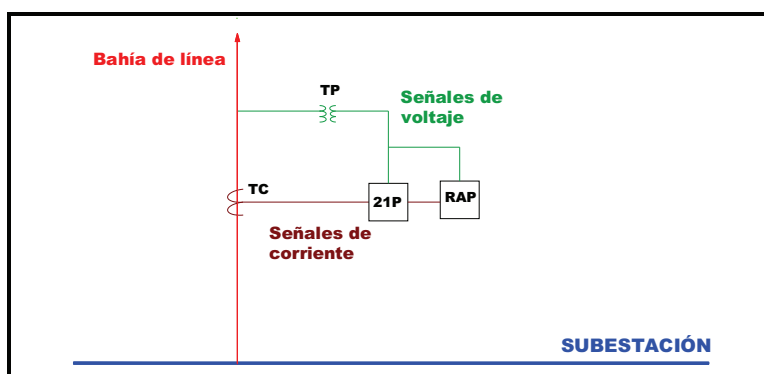 Bahía de línea
TP
Señales de
voltaje
TC
21P
RAP
Señales de
corriente
SUBESTACIÓN